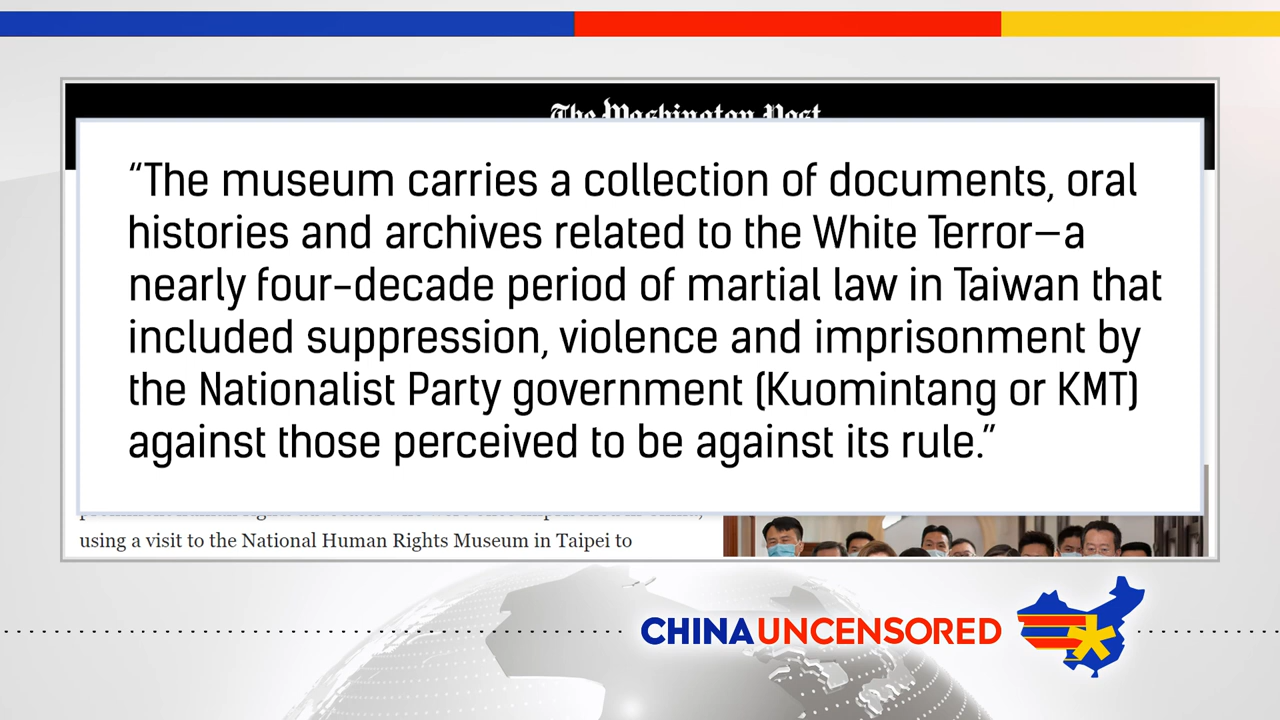 The Washington Post
“The museum carries a collection of documents, oral
histories and archives related to the White Terror—a
nearly four-decade period of martial law in Taiwan that
included suppression, violence and imprisonment by
the Nationalist Party government (Kuomintang or KMT)
against those perceived to be against its rule.”
using a visit to the National Human Rights Museum in Taipei to
CHINA UNCENSORED